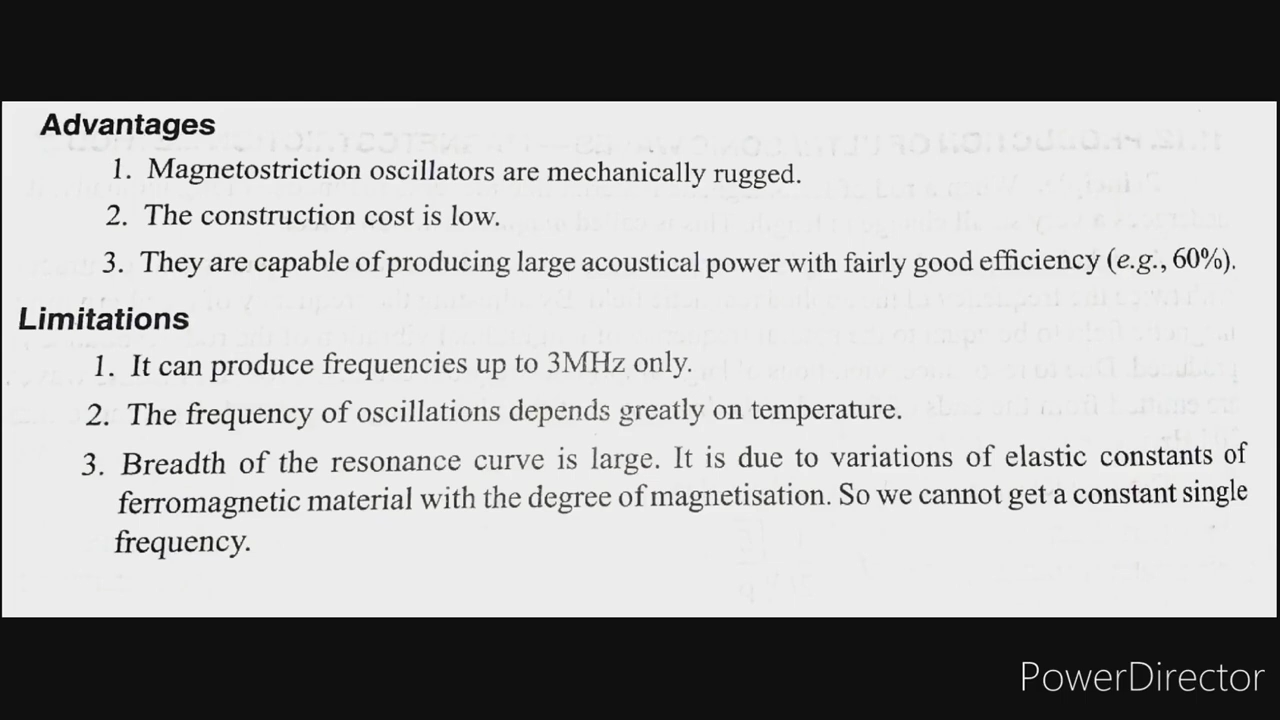 Advantages
1. Magnetostriction oscillators are mechanically rugged.
2. The construction cost is low.
3. They are capable of producing large acoustical power with fairly good efficiency (e.g., 60%).
Limitations
1. It can produce frequencies up to 3MHz only.
2. The frequency of oscillations depends greatly on temperature.
3. Breadth of the resonance curve is large. It is due to variations of elastic constants of
ferromagnetic material with the degree of magnetisation. So we cannot get a constant single
frequency.
PowerDirector